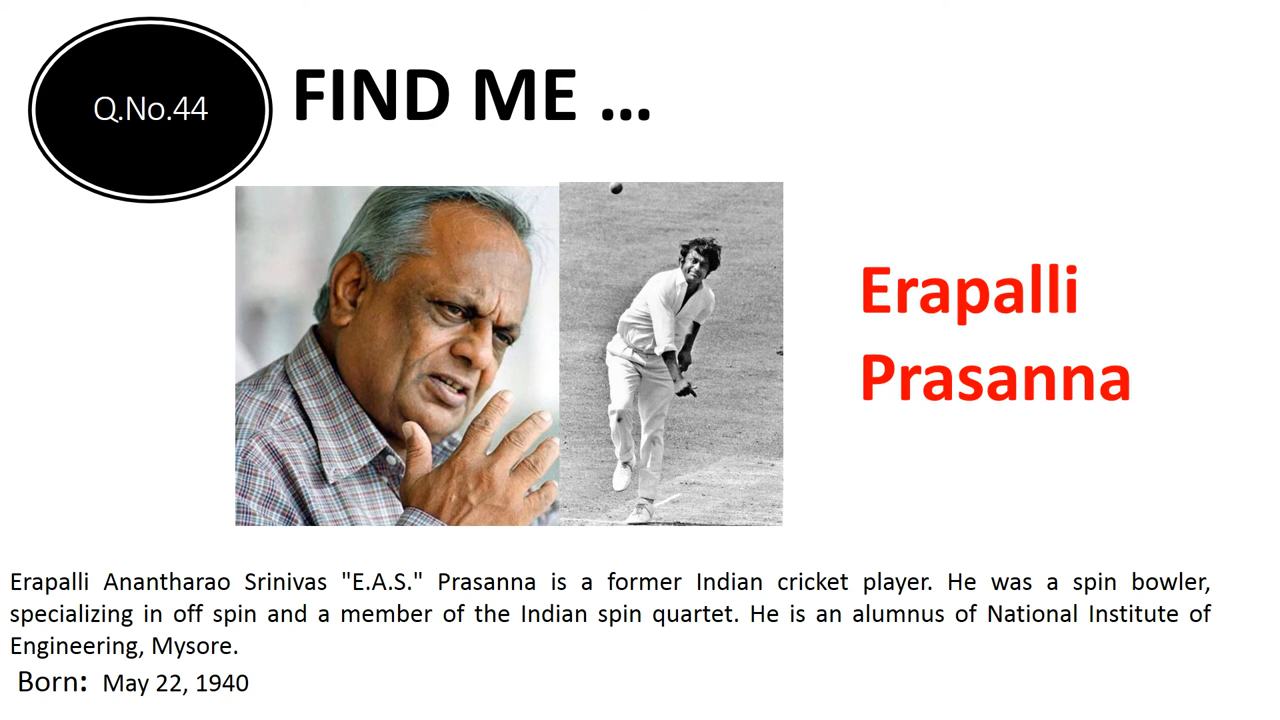 Q.No.44
FIND ME ...
Erapalli
Prasanna
Erapalli Anantharao Srinivas "E.A.S." Prasanna is a former Indian cricket player. He was a spin bowler,
specializing in off spin and a member of the Indian spin quartet. He is an alumnus of National Institute of
Engineering, Mysore.
Born: May 22, 1940